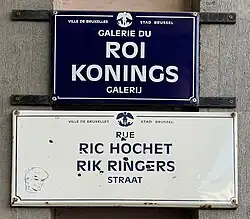 VILLE DE BRUXELLES STAD BRUSSEL
GALERIE DU
ROI
KONINGS
GALERIJ
VILLE DE BRUXELLES STAD BRUSSEL
RUE
RIC HOCHET
RIK RINGERS
STRAAT